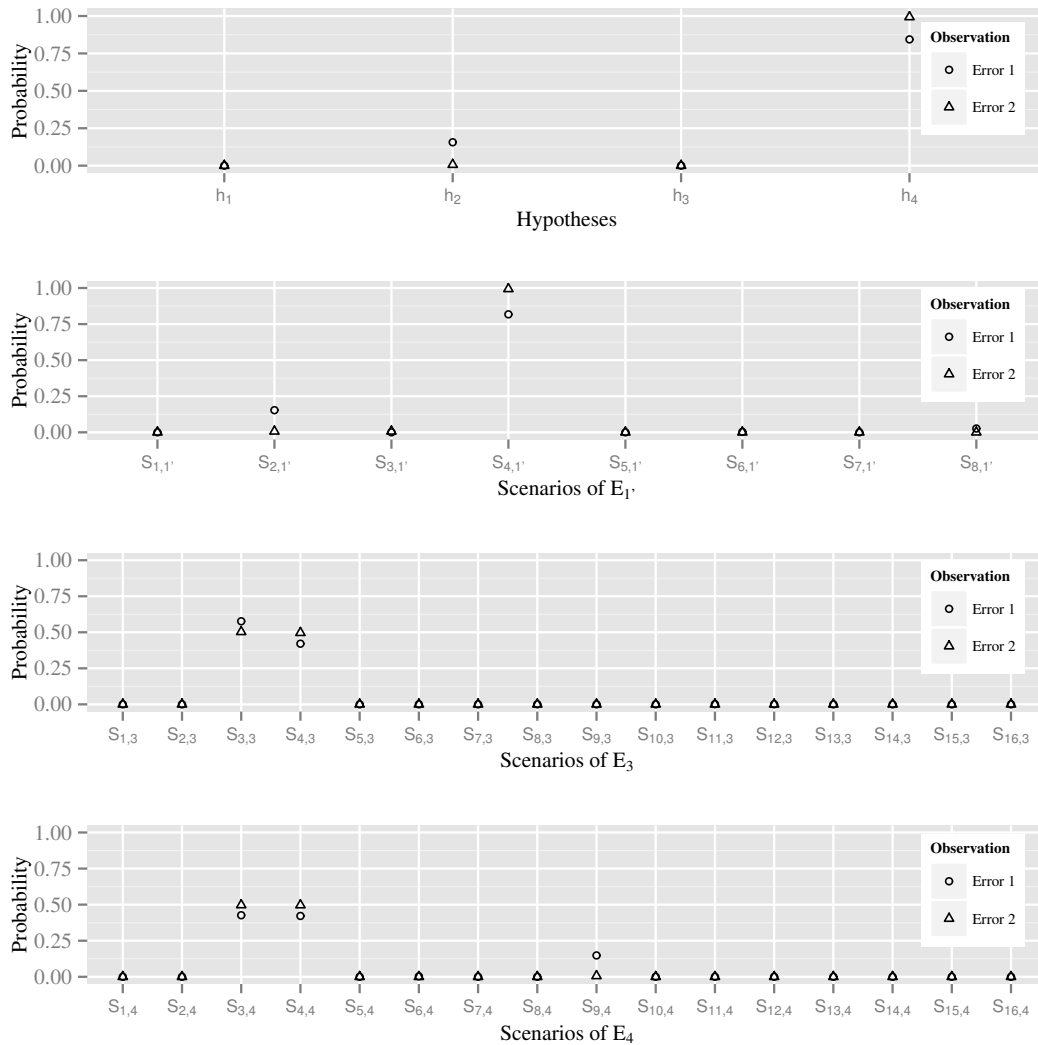 Probability
1.00
0.75
0.50
0.25
0.00
Observation
Error 1
Error 2
h1 h2 h3 h4
Hypotheses
Probability
1.00
0.75
0.50
0.25
0.00
Observation
Error 1
Error 2
S1,1' S2,1' S3,1' S4,1' S5,1' S6,1' S7,1' S8,1'
Scenarios of E1’
Probability
1.00
0.75
0.50
0.25
0.00
Observation
Error 1
Error 2
S1,3 S2,3 S3,3 S4,3 S5,3 S6,3 S7,3 S8,3 S9,3 S10,3 S11,3 S12,3 S13,3 S14,3 S15,3 S16,3
Scenarios of E3
Probability
1.00
0.75
0.50
0.25
0.00
Observation
Error 1
Error 2
S1,4 S2,4 S3,4 S4,4 S5,4 S6,4 S7,4 S8,4 S9,4 S10,4 S11,4 S12,4 S13,4 S14,4 S15,4 S16,4
Scenarios of E4